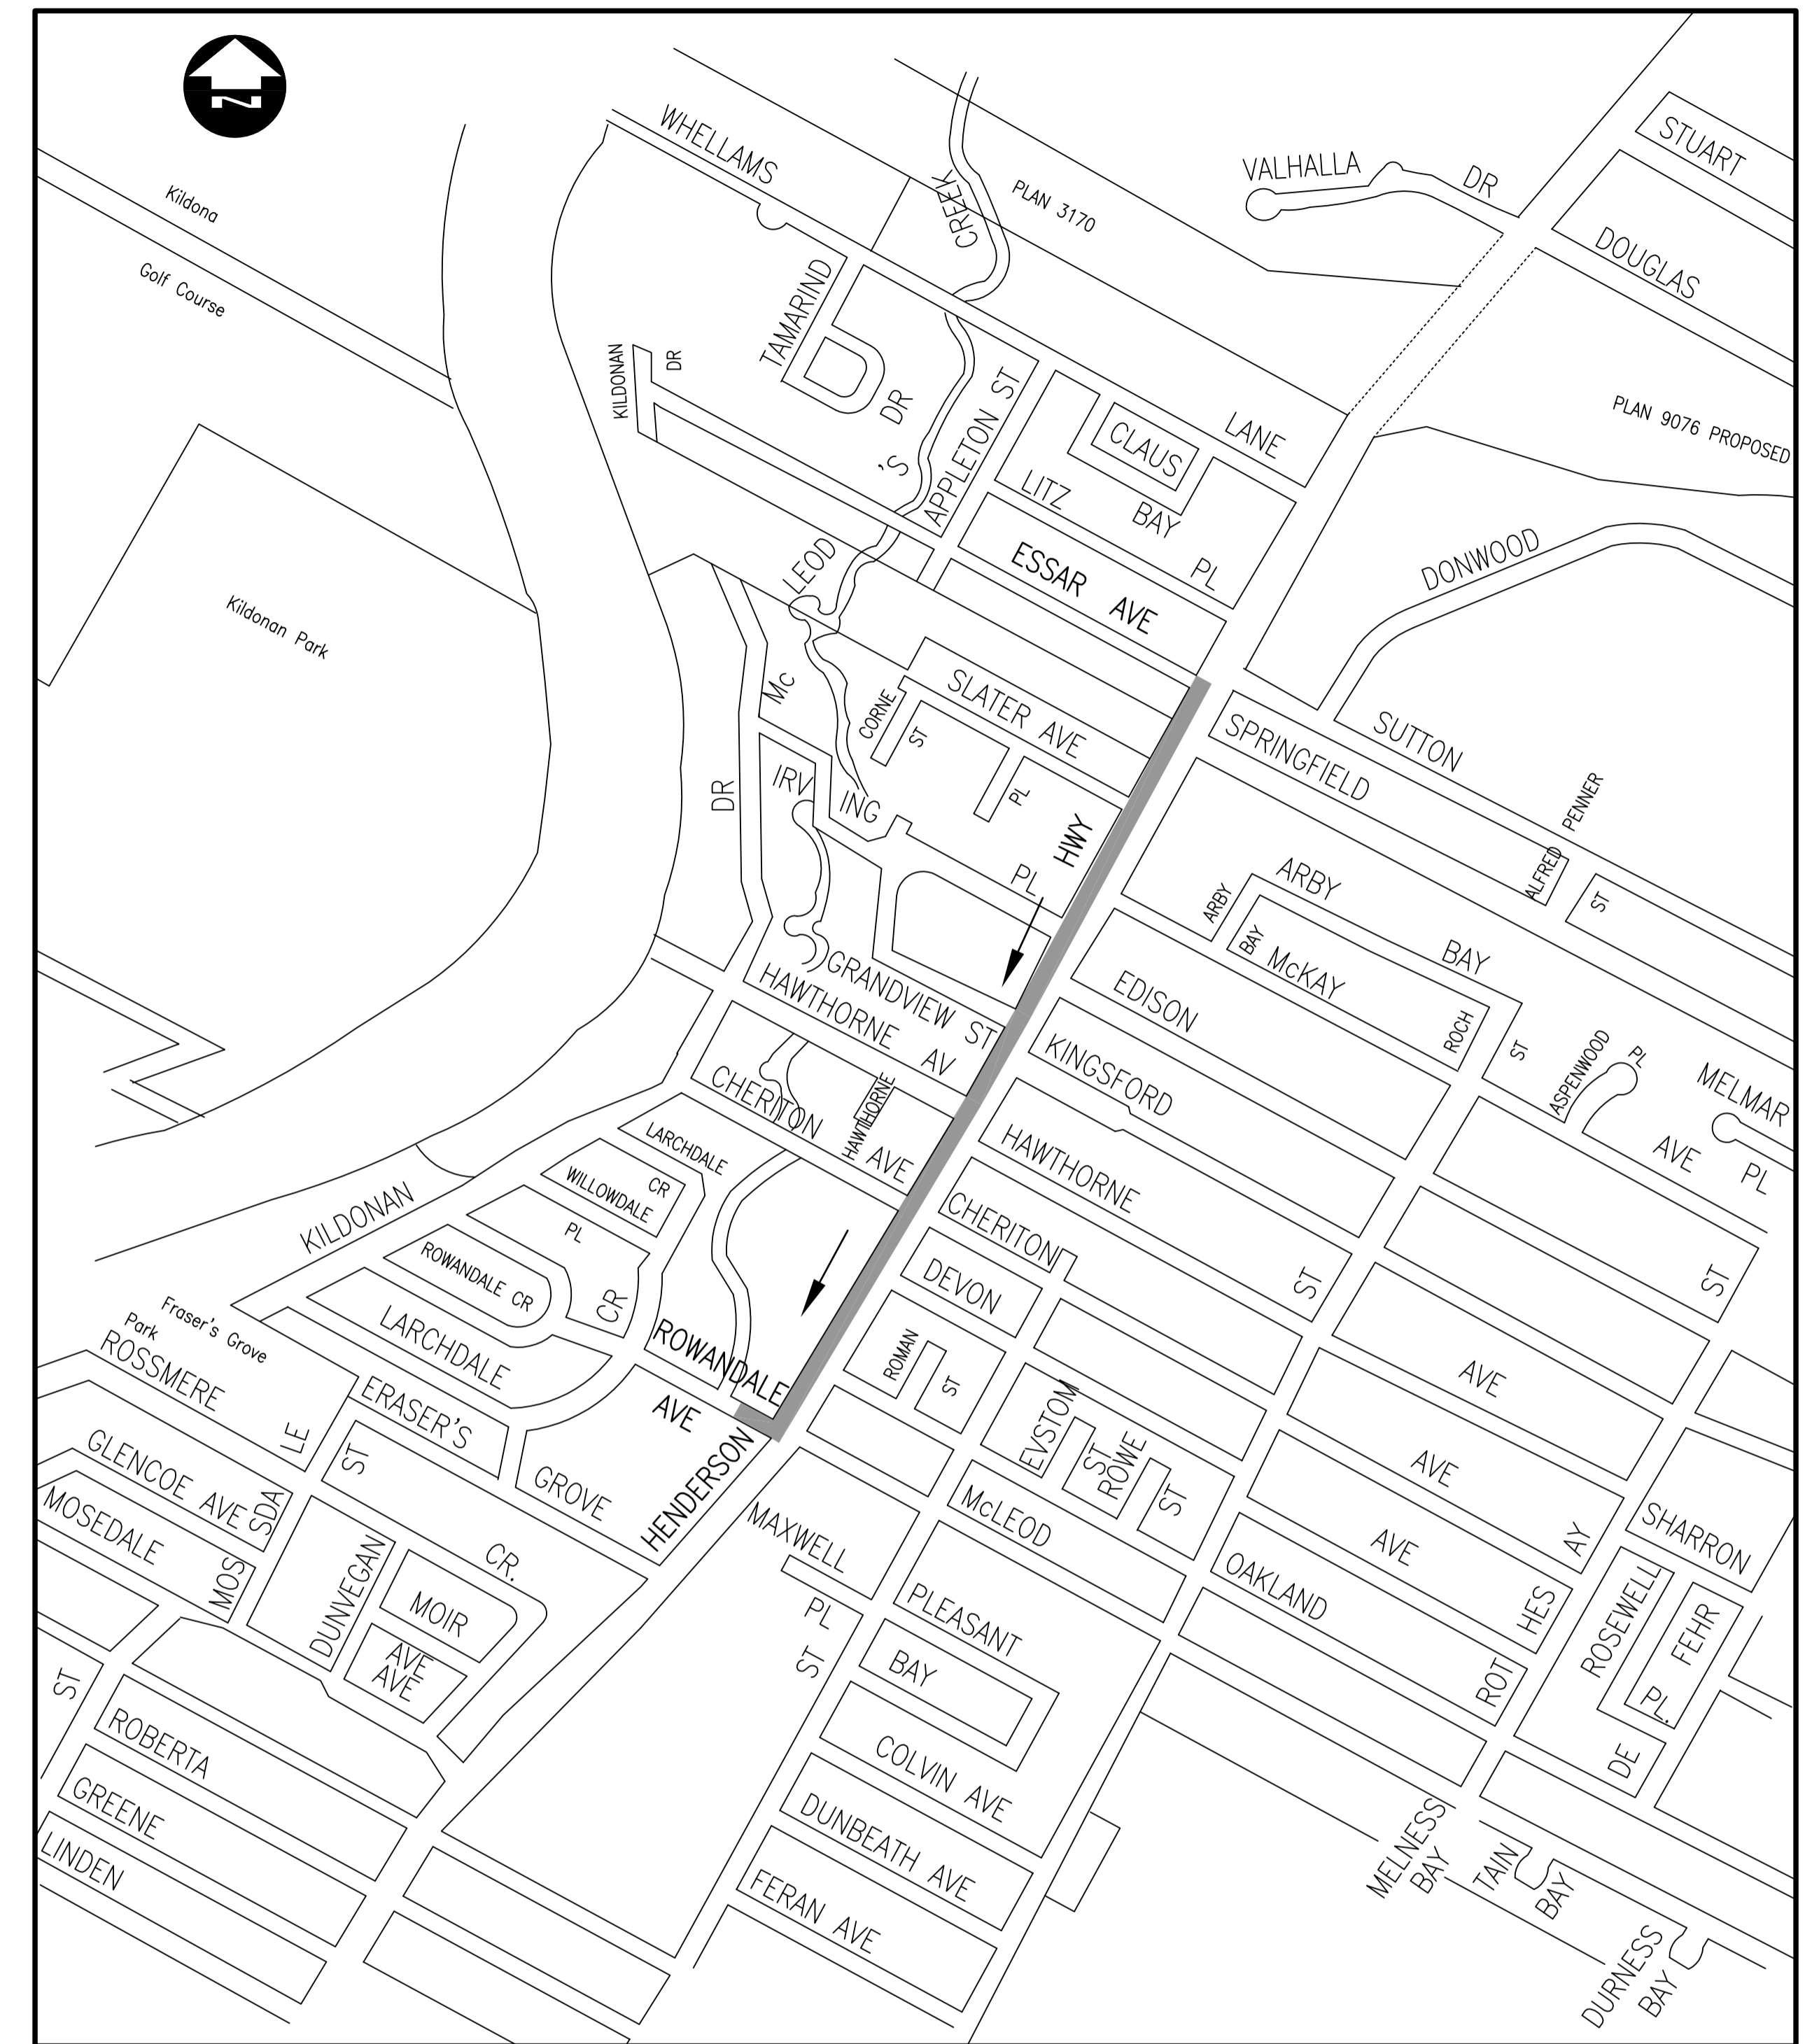 WHELLAMS
STUART
VALHALLA
DR
CREEK
PLAN 3170
Kildona
DOUGLAS
Golf Course
TAMARIND
KILDONAN
DR
DR
'S
APPLETON ST
LANE
CLAUS
PLAN 9076 PROPOSED
LITZ
BAY
PL
ESSAR AVE
DONWOOD
LEOD
Kildonan Park
Mc
CORNE
ST
SLATER AVE
SPRINGFIELD
SUTTON
DR
IRV
ING
PL
PL
HWY
ALFRED
PENNER
ST
ARBY
ARBY
BAY
McKAY
BAY
ROCH
ST
GRANDVIEW ST
HAWTHORNE AV
EDISON
KINGSFORD
ASPENWOOD
PL
MELMAR
AVE
PL
CHERITON
HAWTHORNE
AVE
HAWTHORNE
LARCHDALE
CR
WILLOWDALE
PL
KILDONAN
CHERITON
ST
ST
ROWANDALE CR
CR
DEVON
Fraser's Grove
Park
LARCHDALE
ROWANDALE
ROMAN
ST
AVE
ROSSMERE
LE
ERASER'S
ST
AVE
HENDERSON
GROVE
EVSTOM
ST
ROWE
ST
AVE
GLENCOE AVE
SDA
MOSEDALE
MOS
DUNVEGAN
CR.
MOIR
AVE
AVE
MAXWELL
PL
ST
McLEOD
AVE
AY
SHARRON
PLEASANT
BAY
OAKLAND
HES
ROSEWELL
FEHR
PL.
ROT
DE
ST
ROBERTA
GREENE
LINDEN
COLVIN AVE
DUNBEATH AVE
FERAN AVE
MELNESS
BAY
TAIN
BAY
DURNESS
BAY